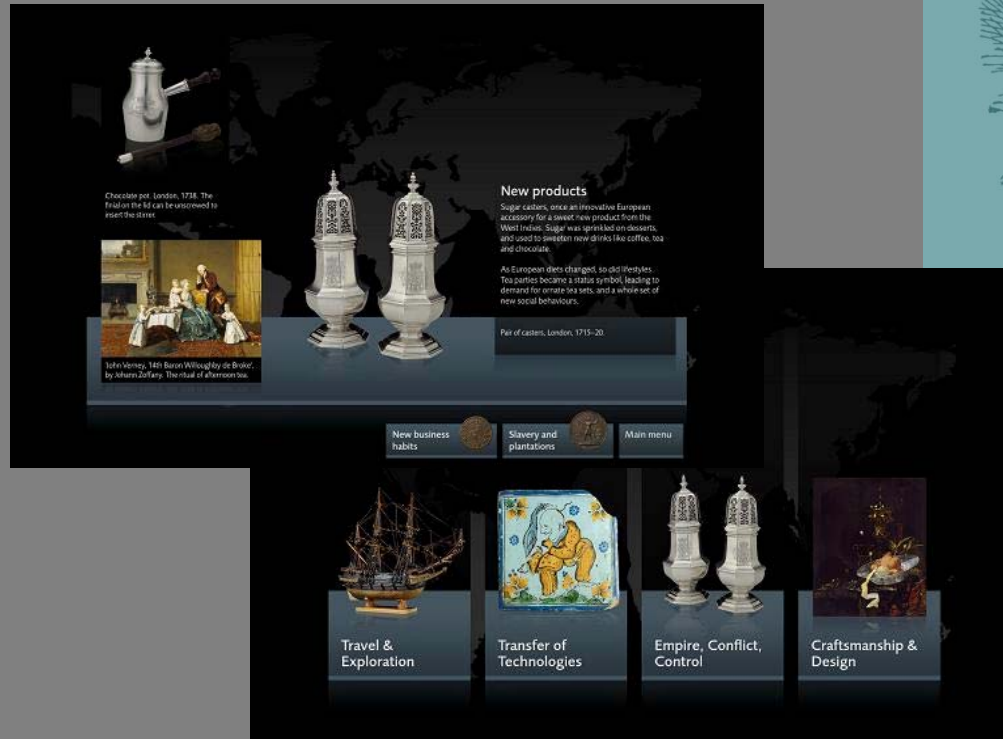 Chocolate pot. London, 1738. The
finial on the lid can be unscrewed to
insert the stirrer.
'John Verney, 14th Baron Willoughby de Broke',
by Johann Zoffany. The ritual of afternoon tea.
New products
Sugar casters, once an innovative European
accessory for a sweet new product from the
West Indies. Sugar was sprinkled on desserts,
and used to sweeten new drinks like coffee, tea
and chocolate.
As European diets changed, so did lifestyles.
Tea parties became a status symbol, leading to
demand for ornate tea sets, and a whole set of
new social behaviours.
Pair of casters, London, 1715–20.
New business
habits
Slavery and
plantations
Main menu
Travel &
Exploration
Transfer of
Technologies
Empire, Conflict,
Control
Craftsmanship &
Design